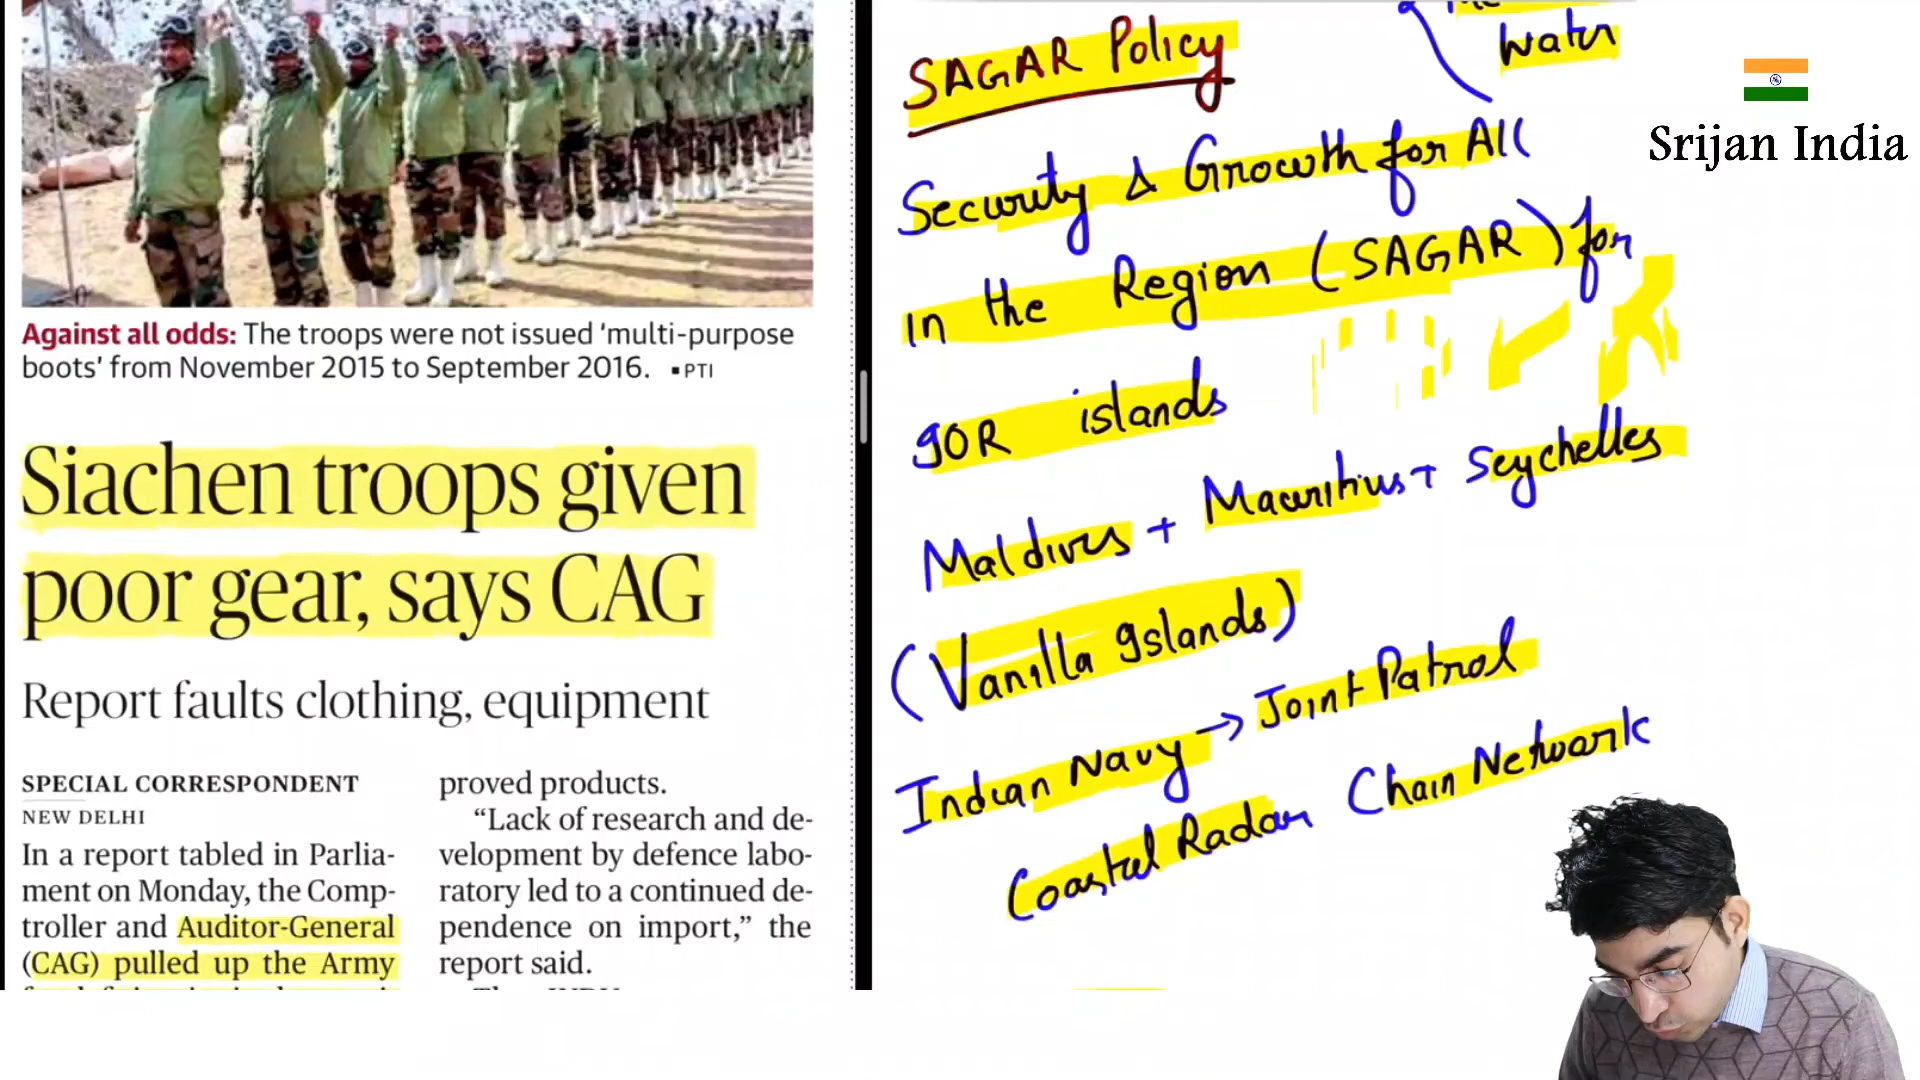 Against all odds: The troops were not issued ‘multi-purpose
boots’ from November 2015 to September 2016. ▪PTI
Siachen troops given
poor gear, says CAG
Report faults clothing, equipment
SPECIAL CORRESPONDENT
NEW DELHI
In a report tabled in Parlia-
ment on Monday, the Comp-
troller and Auditor-General
(CAG) pulled up the Army
proved products.
“Lack of research and de-
velopment by defence labo-
ratory led to a continued de-
pendence on import,” the
report said.
Water
SAGAR Policy
Security & Growth for All
in the Region (SAGAR) for
IOR islands
Maldives + Mauritius + Seychelles
(Vanilla Islands)
Indian Navy → Joint Patrol
Coastal Radar Chain Network
Srijan India